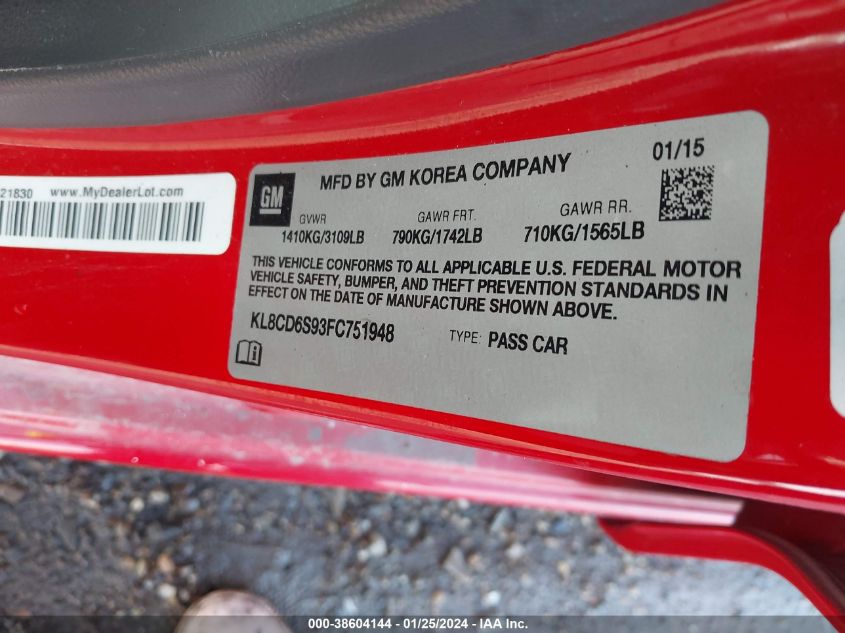 21830 www.MyDealerLot.com
GM
MFD BY GM KOREA COMPANY 01/15
GVWR GAWR FRT. GAWR RR.
1410KG/3109LB 790KG/1742LB 710KG/1565LB
THIS VEHICLE CONFORMS TO ALL APPLICABLE U.S. FEDERAL MOTOR
VEHICLE SAFETY, BUMPER, AND THEFT PREVENTION STANDARDS IN
EFFECT ON THE DATE OF MANUFACTURE SHOWN ABOVE.
KL8CD6S93FC751948 TYPE: PASS CAR
000-38604144 / 01/25/2024 - IAA Inc.